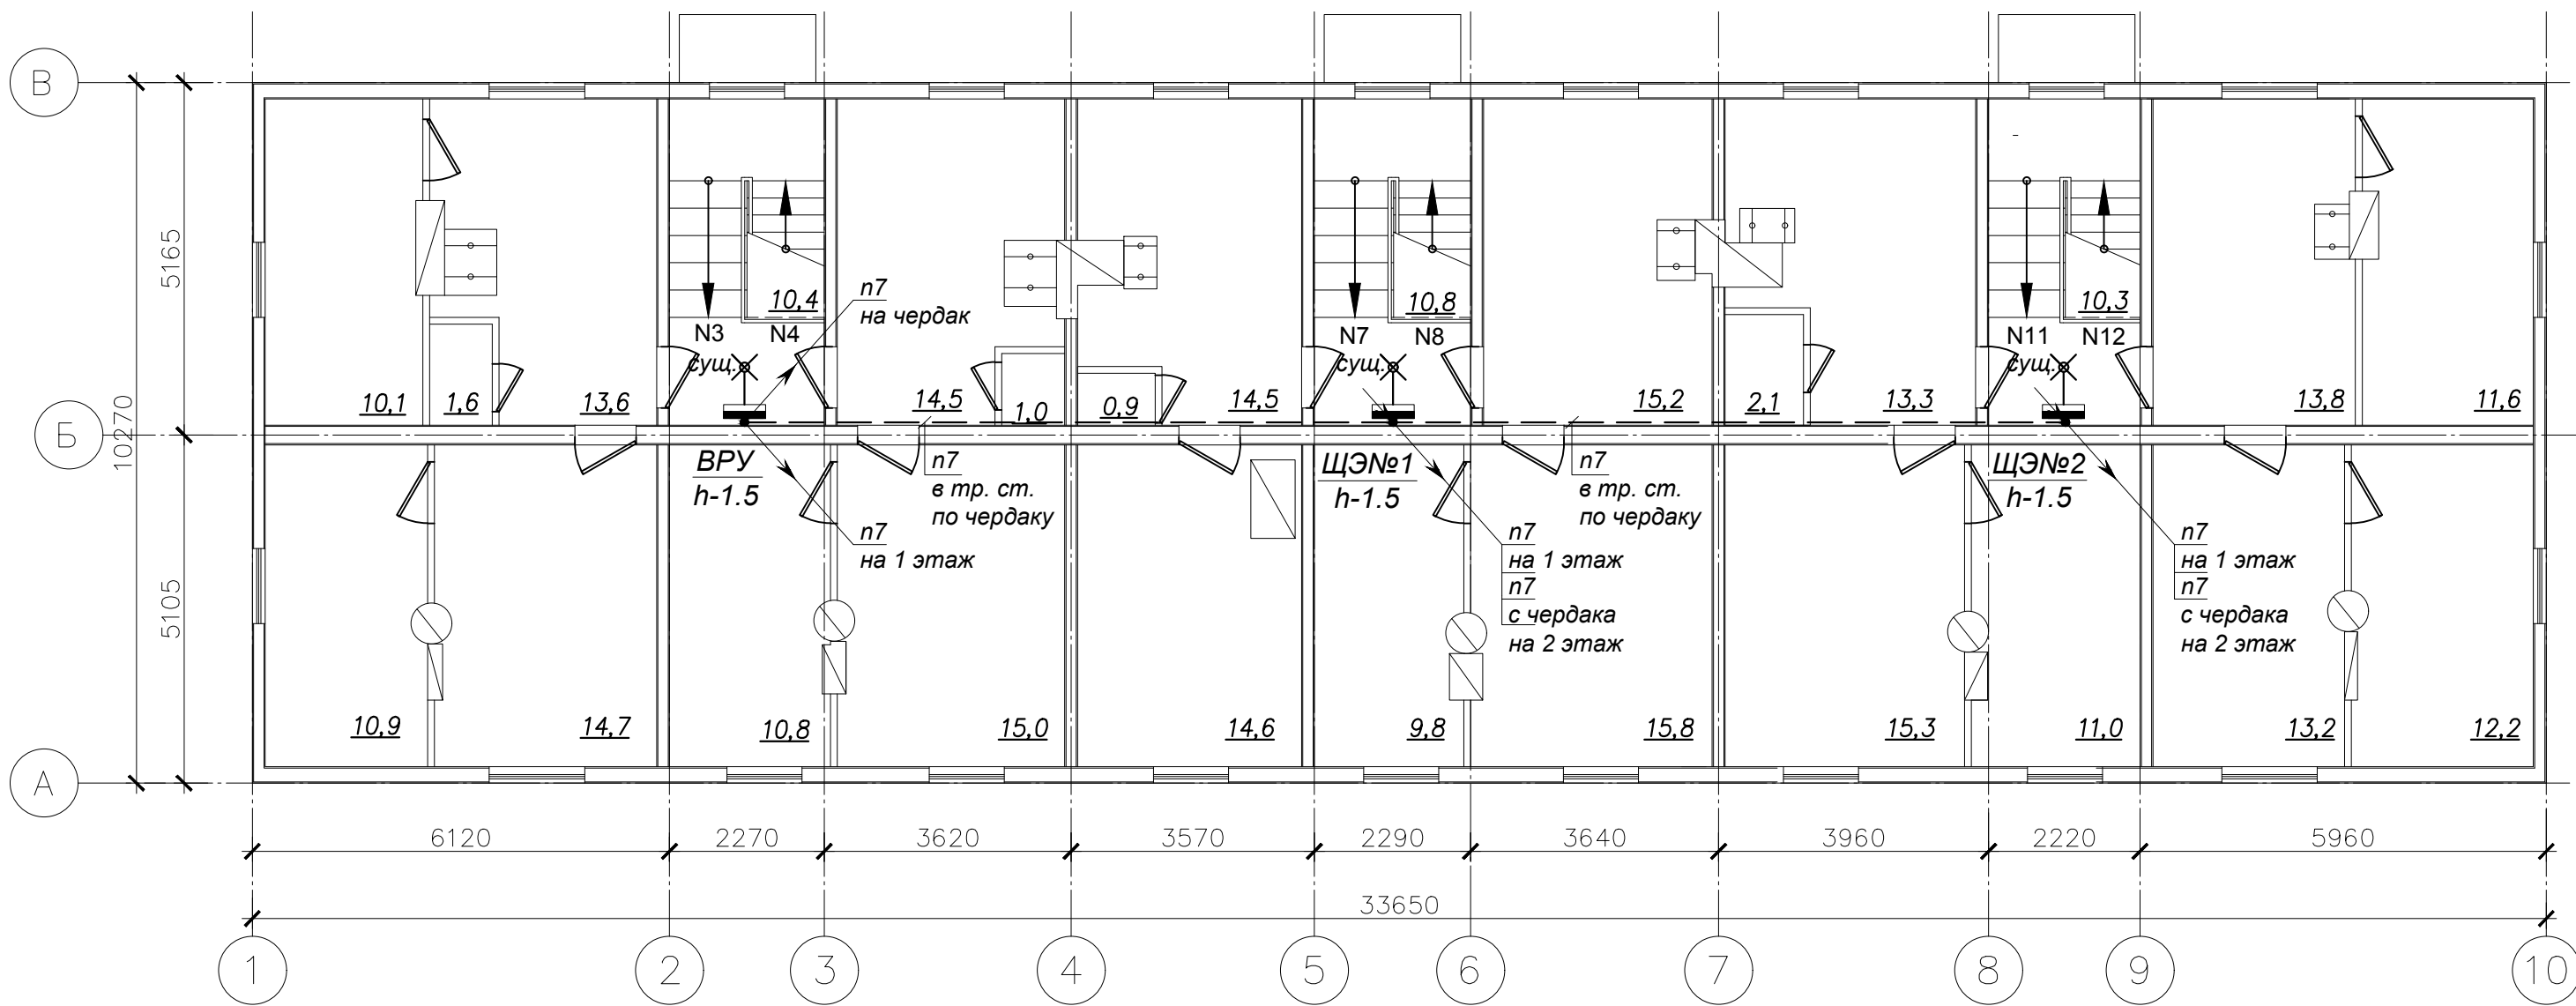 В
Б
А
5165
10270
5105
10,4
n7
на чердак
10,8
10,3
N3
N4
сущ.
N7
N8
сущ.
N11
N12
сущ.
10,1
1,6
13,6
14,5
1,0
0,9
14,5
15,2
2,1
13,3
13,8
11,6
ВРУ
h-1.5
n7
в тр. ст.
по чердаку
ЩЭ№1
h-1.5
n7
в тр. ст.
по чердаку
ЩЭ№2
h-1.5
n7
на 1 этаж
n7
на 1 этаж
n7
с чердака
на 2 этаж
n7
на 1 этаж
n7
с чердака
на 2 этаж
10,9
14,7
10,8
15,0
14,6
9,8
15,8
15,3
11,0
13,2
12,2
6120
2270
3620
3570
2290
3640
3960
2220
5960
33650
1
2
3
4
5
6
7
8
9
10